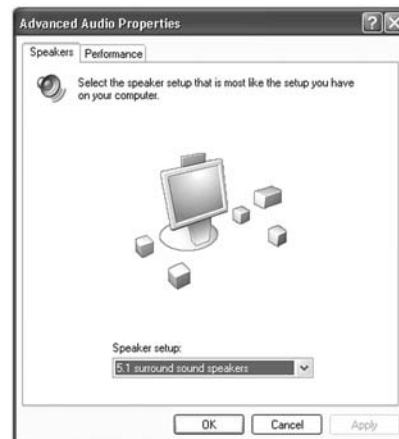 Advanced Audio Properties
Speakers Performance
Select the speaker setup that is most like the setup you have
on your computer.
Speaker setup:
5.1 surround sound speakers
OK Cancel Apply